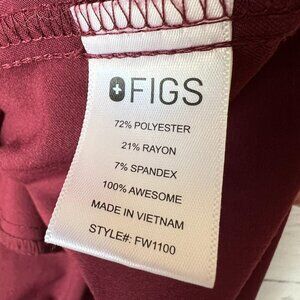 FIGS
72% POLYESTER
21% RAYON
7% SPANDEX
100% AWESOME
MADE IN VIETNAM
STYLE#: FW1100